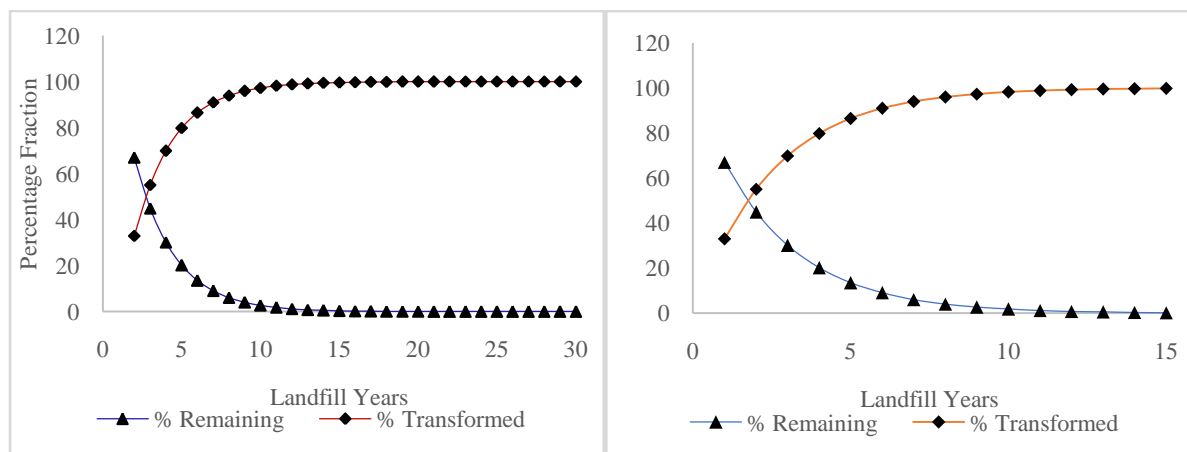 120
100
80
60
40
20
0
Percentage Fraction
0 5 10 15 20 25 30
Landfill Years
% Remaining % Transformed
120
100
80
60
40
20
0
0 5 10 15
Landfill Years
% Remaining % Transformed